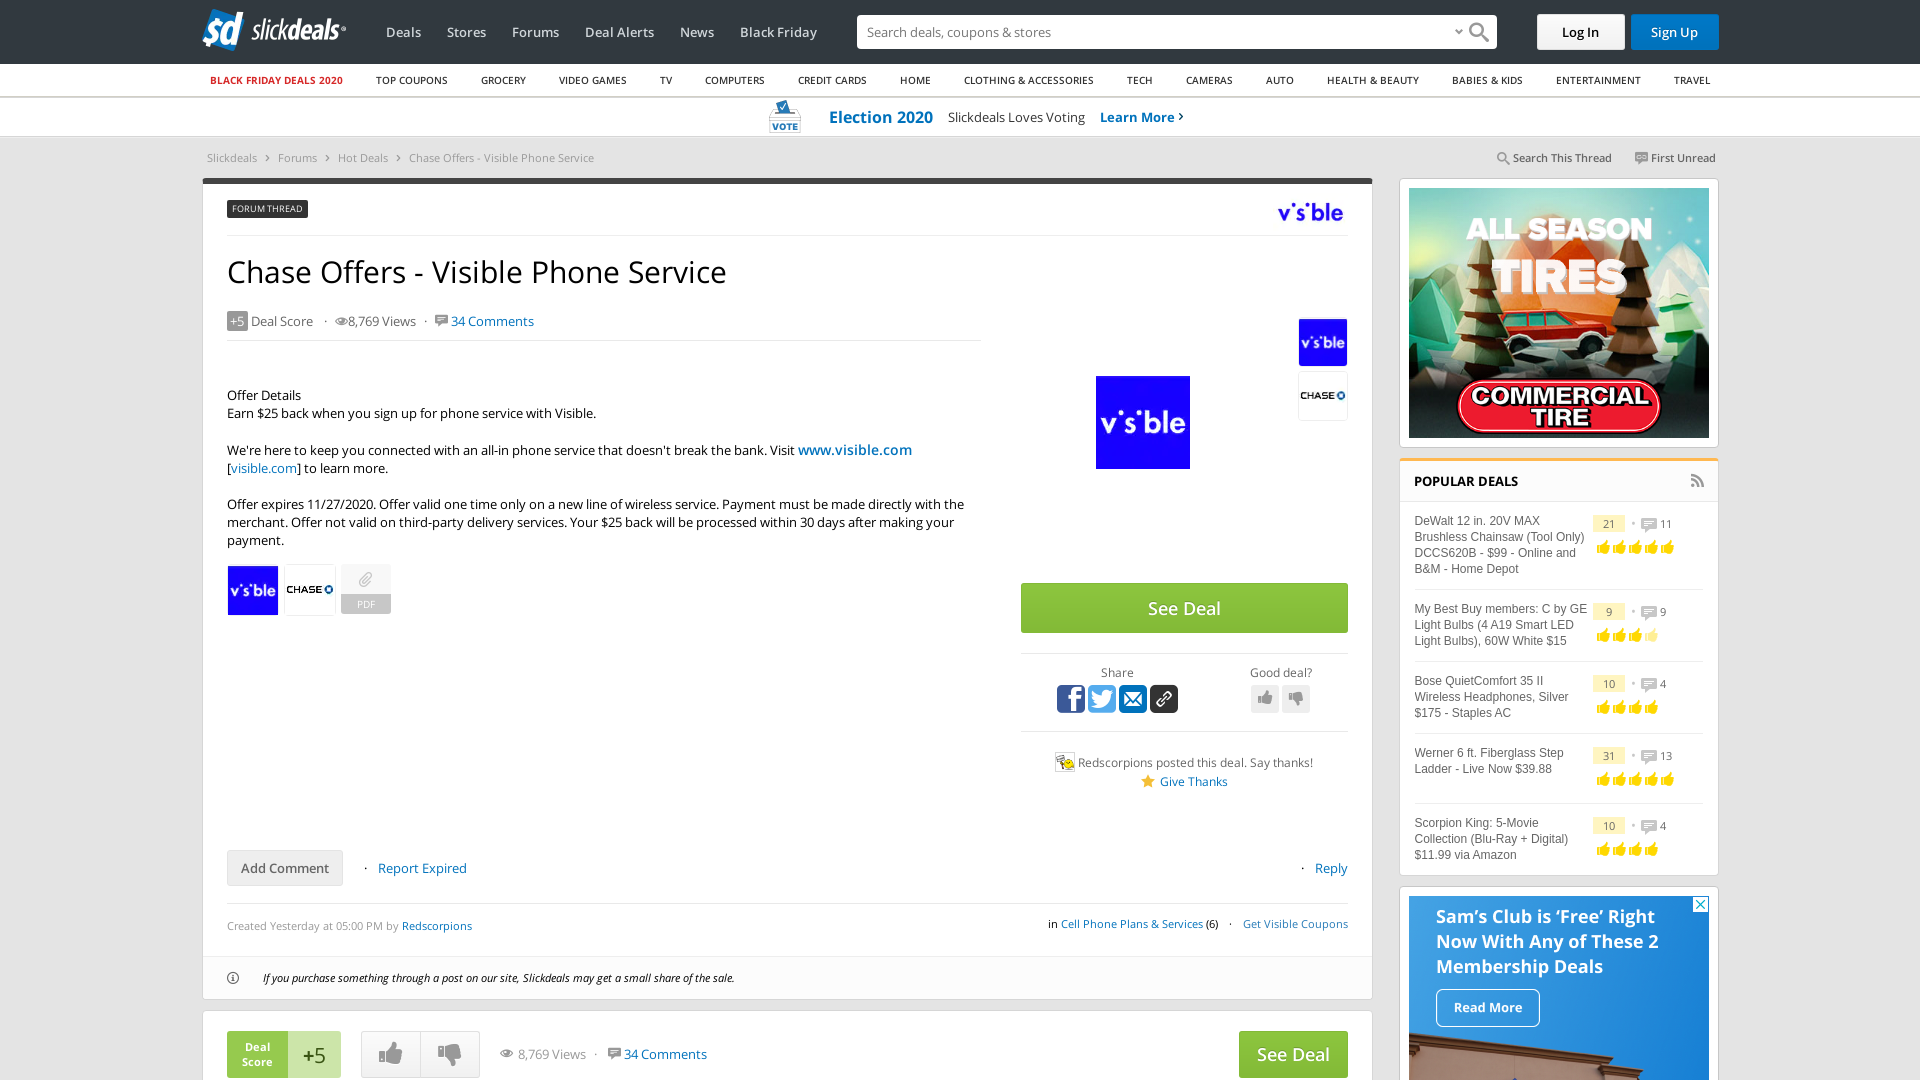 sd slickdeals
Deals
Stores
Forums
Deal Alerts
News
Black Friday
Search deals, coupons & stores
Log In
Sign Up
BLACK FRIDAY DEALS 2020
TOP COUPONS
GROCERY
VIDEO GAMES
TV
COMPUTERS
CREDIT CARDS
HOME
CLOTHING & ACCESSORIES
TECH
CAMERAS
AUTO
HEALTH & BEAUTY
BABIES & KIDS
ENTERTAINMENT
TRAVEL
VOTE
Election 2020 Slickdeals Loves Voting Learn More
Slickdeals > Forums > Hot Deals > Chase Offers - Visible Phone Service
Search This Thread
First Unread
FORUM THREAD
visible
Chase Offers - Visible Phone Service
+5 Deal Score · 8,769 Views · 34 Comments
visible
CHASE
visible
Offer Details
Earn $25 back when you sign up for phone service with Visible.
We're here to keep you connected with an all-in phone service that doesn't break the bank. Visit www.visible.com
[visible.com] to learn more.
Offer expires 11/27/2020. Offer valid one time only on a new line of wireless service. Payment must be made directly with the
merchant. Offer not valid on third-party delivery services. Your $25 back will be processed within 30 days after making your
payment.
visible
CHASE
PDF
See Deal
Share
Good deal?
Redscorpions posted this deal. Say thanks!
Give Thanks
Add Comment · Report Expired
· Reply
Created Yesterday at 05:00 PM by Redscorpions
in Cell Phone Plans & Services (6) · Get Visible Coupons
If you purchase something through a post on our site, Slickdeals may get a small share of the sale.
Deal
Score
+5
8,769 Views · 34 Comments
See Deal
ALL SEASON
TIRES
COMMERCIAL
TIRE
POPULAR DEALS
DeWalt 12 in. 20V MAX
Brushless Chainsaw (Tool Only)
DCCS620B - $99 - Online and
B&M - Home Depot
21 · 11
My Best Buy members: C by GE
Light Bulbs (4 A19 Smart LED
Light Bulbs), 60W White $15
9 · 9
Bose QuietComfort 35 II
Wireless Headphones, Silver
$175 - Staples AC
10 · 4
Werner 6 ft. Fiberglass Step
Ladder - Live Now $39.88
31 · 13
Scorpion King: 5-Movie
Collection (Blu-Ray + Digital)
$11.99 via Amazon
10 · 4
Sam's Club is ‘Free’ Right
Now With Any of These 2
Membership Deals
Read More